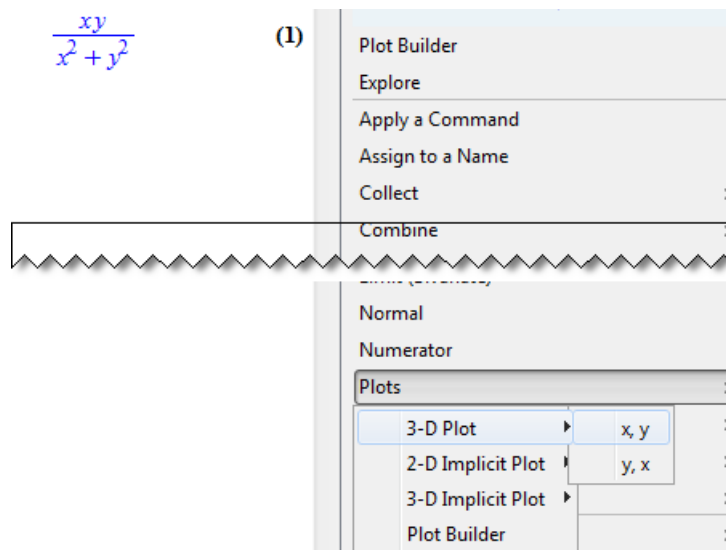 xy
x² + y²
(1)
Plot Builder
Explore
Apply a Command
Assign to a Name
Collect
Combine
Normal
Numerator
Plots
3-D Plot
x, y
2-D Implicit Plot
y, x
3-D Implicit Plot
Plot Builder